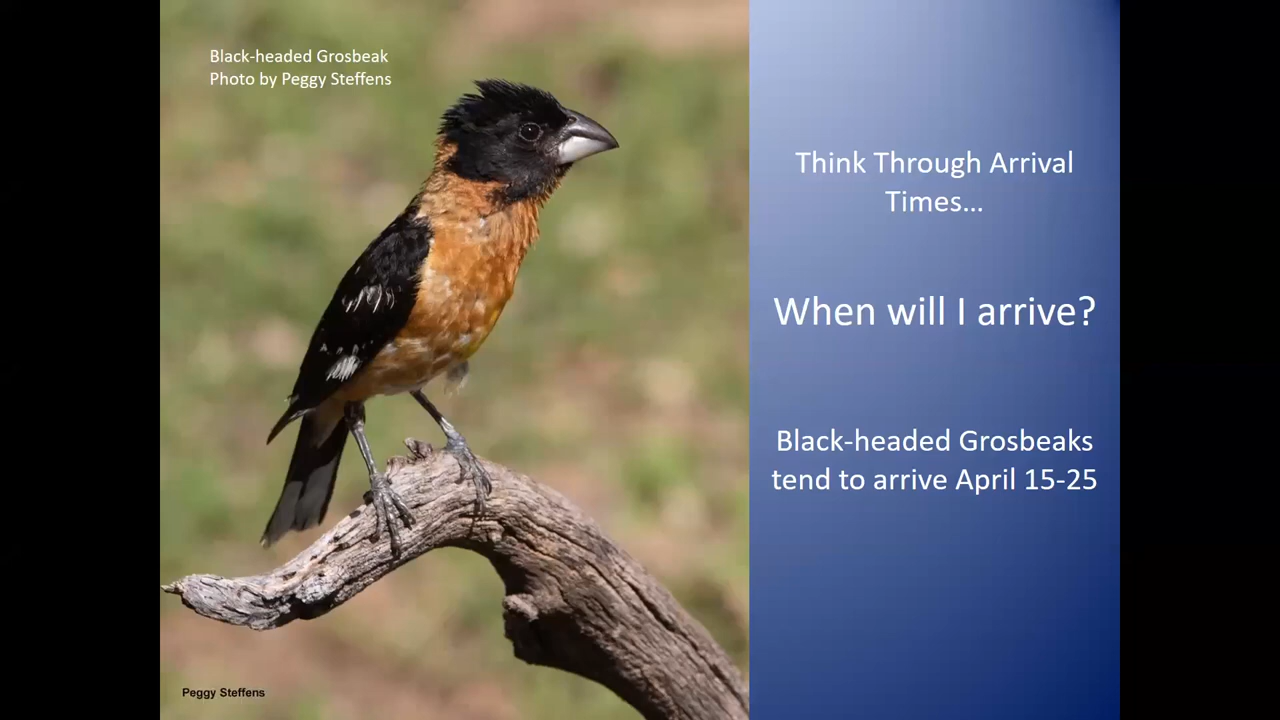 Black-headed Grosbeak
Photo by Peggy Steffens
Think Through Arrival
Times...
When will I arrive?
Black-headed Grosbeaks
tend to arrive April 15-25
Peggy Steffens